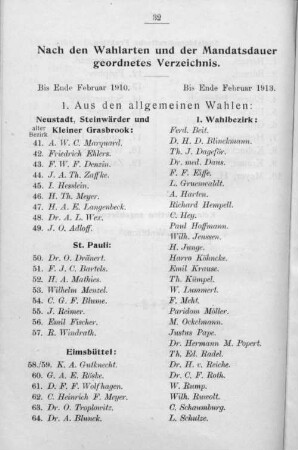 32
Nach den Wahlarten und der Mandatsdauer
geordnetes Verzeichnis.
Bis Ende Februar 1910.
Bis Ende Februar 1913.
1. Aus den allgemeinen Wahlen:
Neustadt, Steinwärder und
alter Bezirk Kleiner Grasbrook:
41. A. W. C. Marquard.
42. Friedrich Ehlers.
43. F. W. F. Denzin.
44. J. A. Th. Zaffke.
45. I. Hesslein.
46. H. Th. Meyer.
47. H. A. E. Langenbeck.
48. Dr. A. L. Wex.
49. J. O. Adloff.
St. Pauli:
50. Dr. O. Dränert.
51. F. J. C. Bartels.
52. H. A. Mathies.
53. Wilhelm Menzel.
54. C. G. F. Blume.
55. J. Reimer.
56. Emil Fischer.
57. R. Windrath.
Eimsbüttel:
58./59. K. A. Gutknecht.
60. G. A. E. Röske.
61. D. F. F. Wolfhagen.
62. C. Heinrich F. Meyer.
63. Dr. O. Troplowitz.
64. Dr. A. Blunck.
I. Wahlbezirk:
Ferd. Beit.
D. H. D. Blinckmann.
Th. J. Dageför.
Dr. med. Dans.
F. F. Eiffe.
L. Gruenwaldt.
A. Harten.
Richard Hempell.
C. Hey.
Paul Hoffmann.
Wilh. Jenssen.
H. Junge.
Harro Köhncke.
Emil Krause.
Th. Kümpel.
W. Lummert.
F. Meht.
Paridom Möller.
M. Ockelmann.
Justus Pape.
Dr. Hermann M. Popert.
Th. Ed. Radel.
Dr. H. v. Reiche.
Dr. C. F. Roth.
W. Rump.
Wilh. Ruwolt.
C. Schaumburg.
L. Schulze.